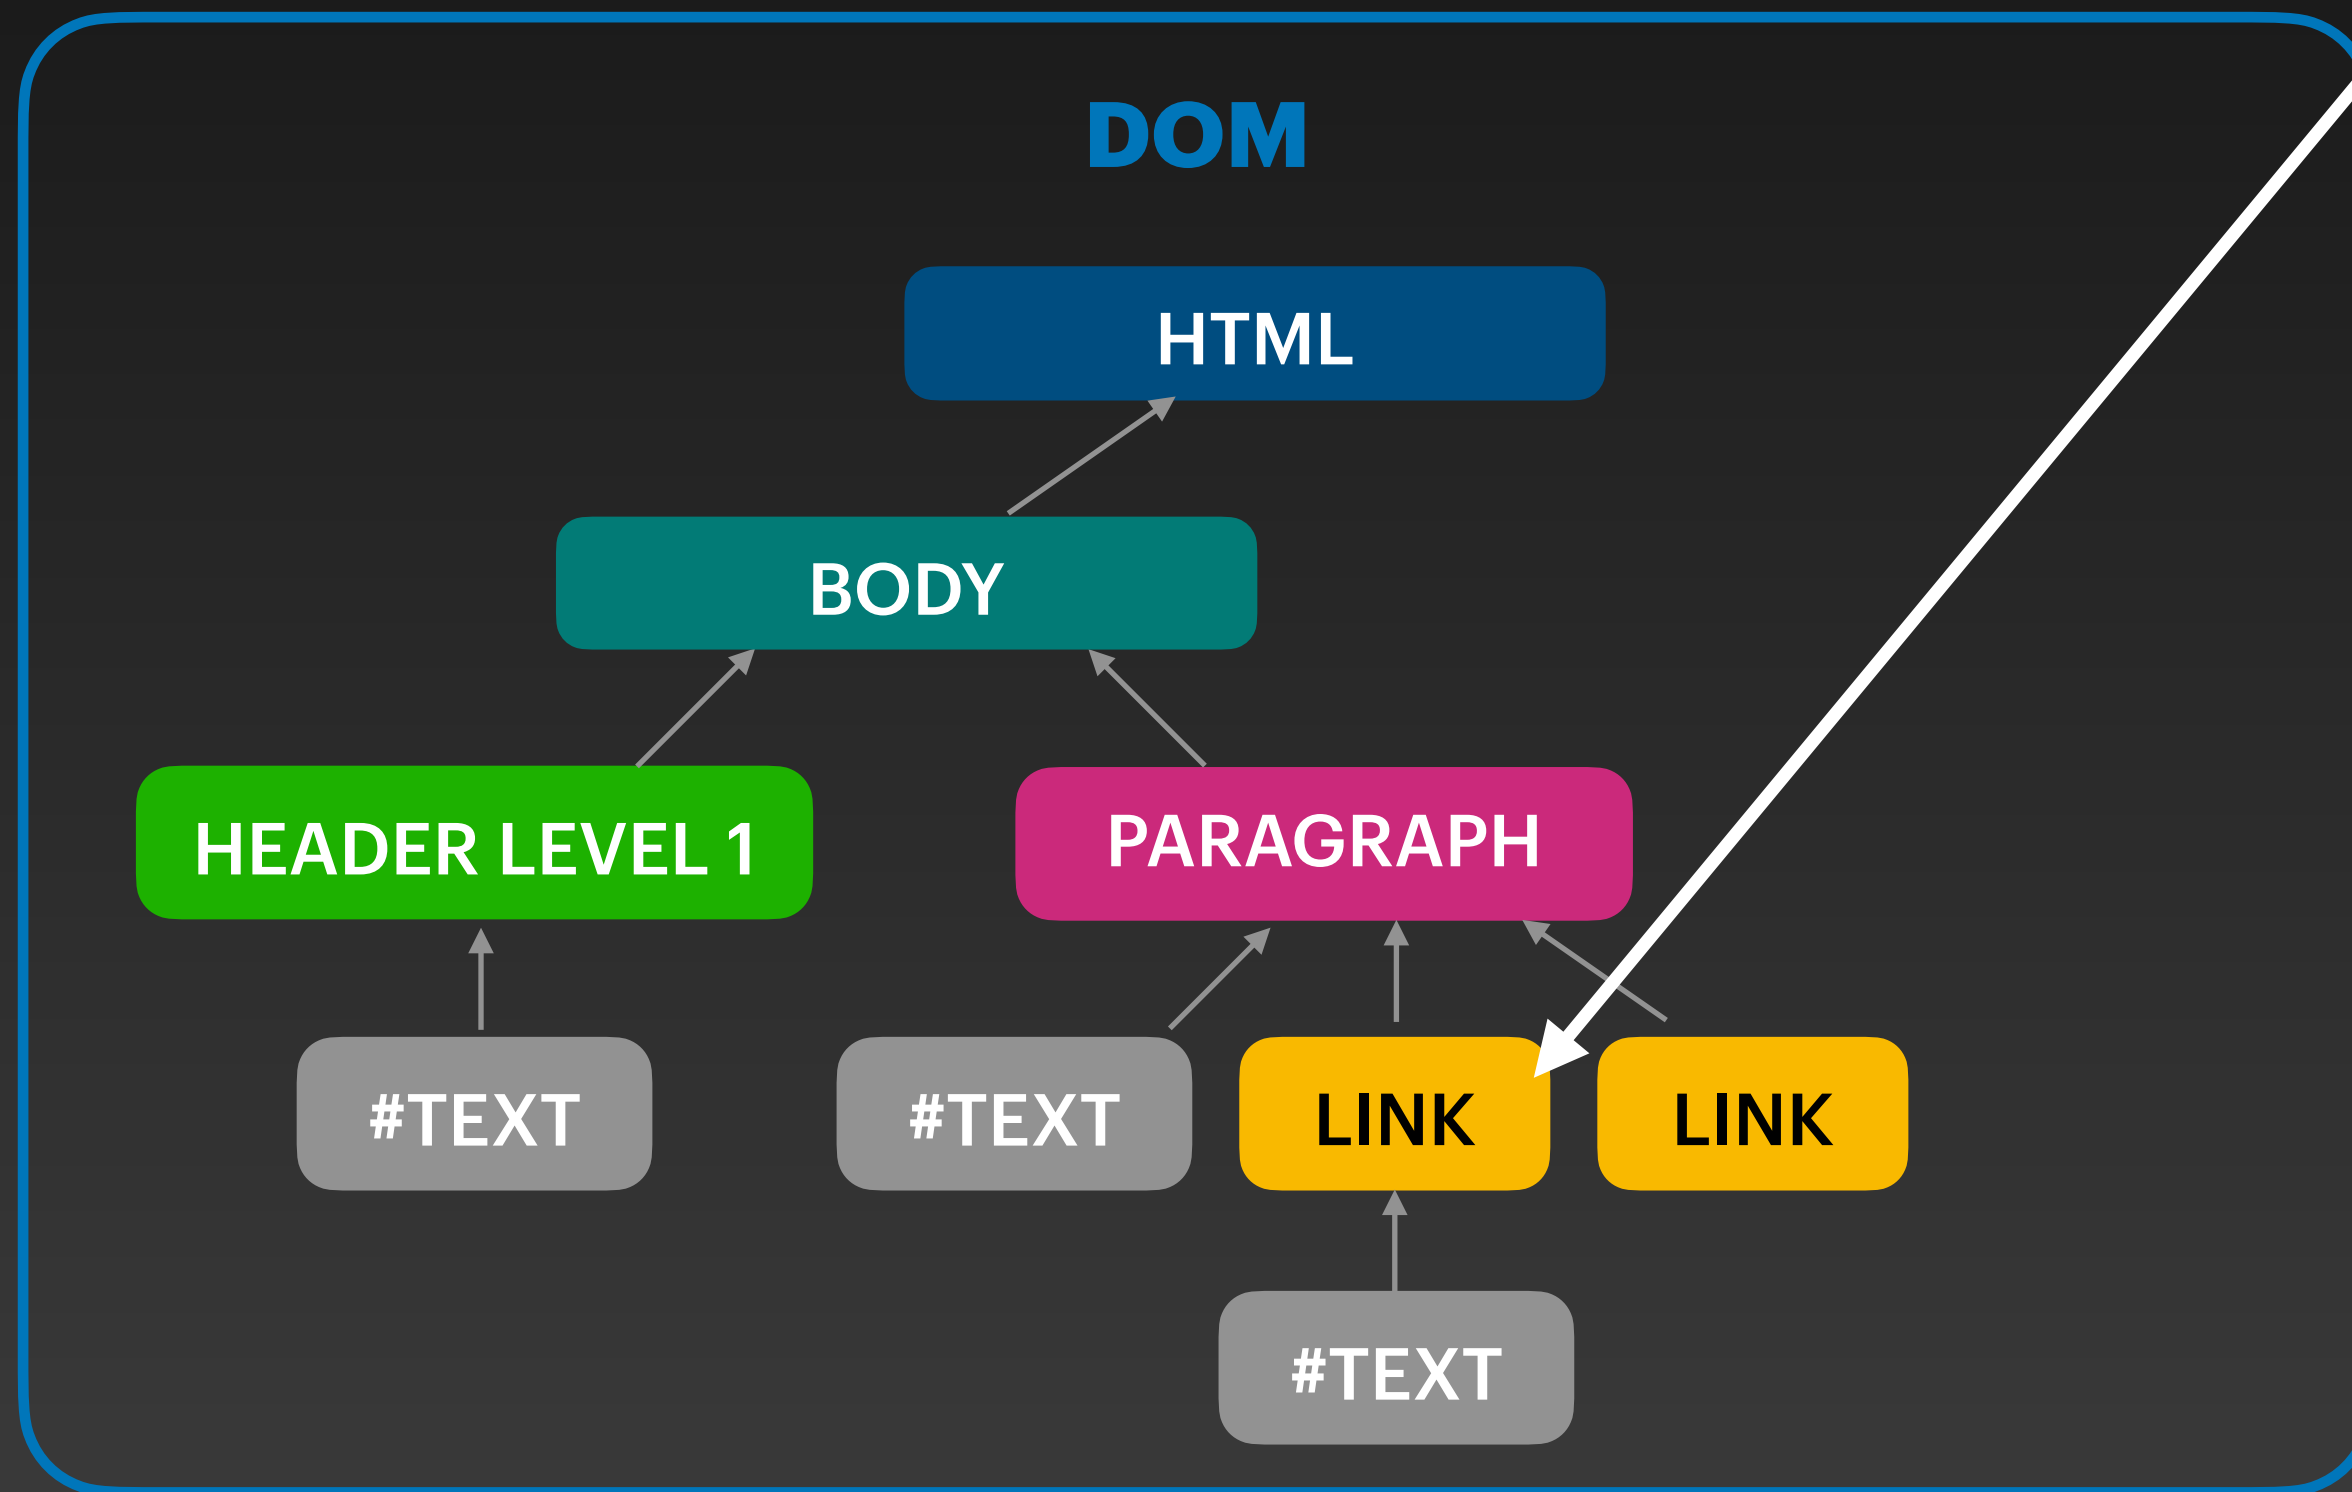 DOM
HTML
BODY
HEADER LEVEL 1
PARAGRAPH
#TEXT
#TEXT
LINK
LINK
#TEXT